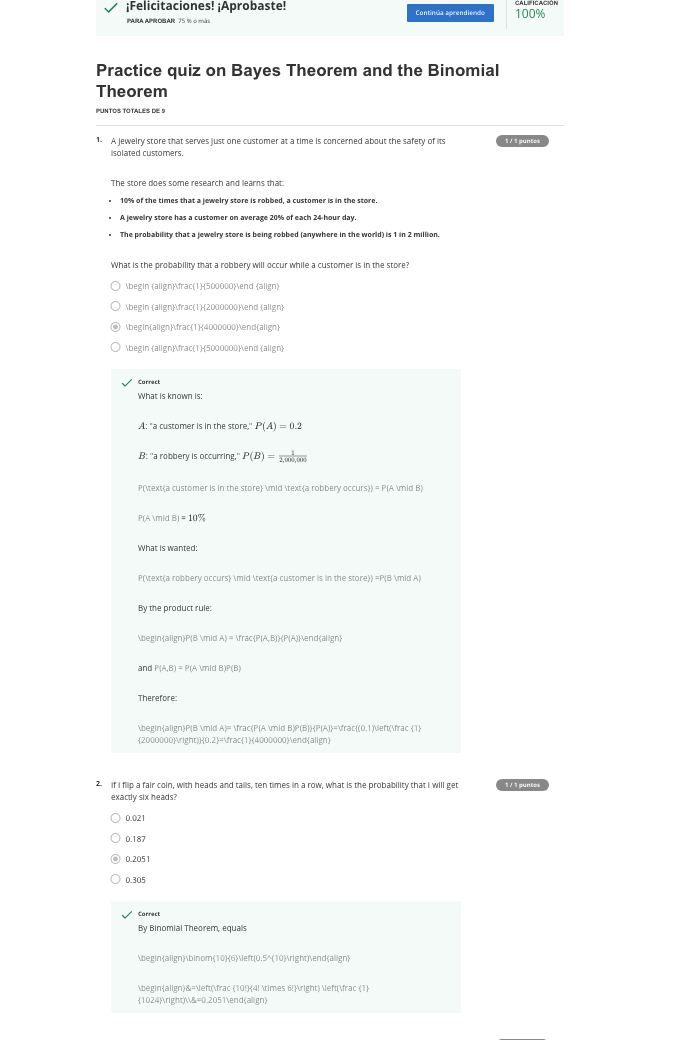 ¡Felicitaciones! ¡Aprobaste!
PARA APROBAR 75 % o más
Continúa aprendiendo
CALIFICACIÓN
100%
Practice quiz on Bayes Theorem and the Binomial
Theorem
PUNTOS TOTALES DE 9
1. A jewelry store that serves just one customer at a time is concerned about the safety of its
isolated customers.
1 / 1 puntos
The store does some research and learns that:
• 10% of the times that a jewelry store is robbed, a customer is in the store.
• A jewelry store has a customer on average 20% of each 24-hour day.
• The probability that a jewelry store is being robbed (anywhere in the world) is 1 in 2 million.
What is the probability that a robbery will occur while a customer is in the store?
\begin {align}\frac{1}{500000}\end {align}
\begin {align}\frac{1}{2000000}\end {align}
\begin{align}\frac{1}{4000000}\end{align}
\begin {align}\frac{1}{5000000}\end {align}
Correct
What is known is:
A: "a customer is in the store," P(A) = 0.2
B: "a robbery is occurring," P(B) = 1/2,000,000
P(\text{a customer is in the store} \mid \text{a robbery occurs}) = P(A \mid B)
P(A \mid B) = 10%
What is wanted:
P(\text{a robbery occurs} \mid \text{a customer is in the store}) =P(B \mid A)
By the product rule:
\begin{align}P(B \mid A) = \frac{P(A,B)}{P(A)}\end{align}
and P(A,B) = P(A \mid B)P(B)
Therefore:
\begin{align}P(B \mid A)= \frac{P(A \mid B)P(B)}{P(A)}=\frac{(0.1)\left(\frac {1}
{2000000}\right)}{0.2}=\frac{1}{4000000}\end{align}
2. If I flip a fair coin, with heads and tails, ten times in a row, what is the probability that I will get
exactly six heads?
1 / 1 puntos
0.021
0.187
0.2051
0.305
Correct
By Binomial Theorem, equals
\begin{align}\binom{10}{6}\left(0.5^{10}\right)\end{align}
\begin{align}&=\left(\frac {10!}{4! \times 6!}\right) \left(\frac {1}
{1024}\right)\\&=0.2051\end{align}